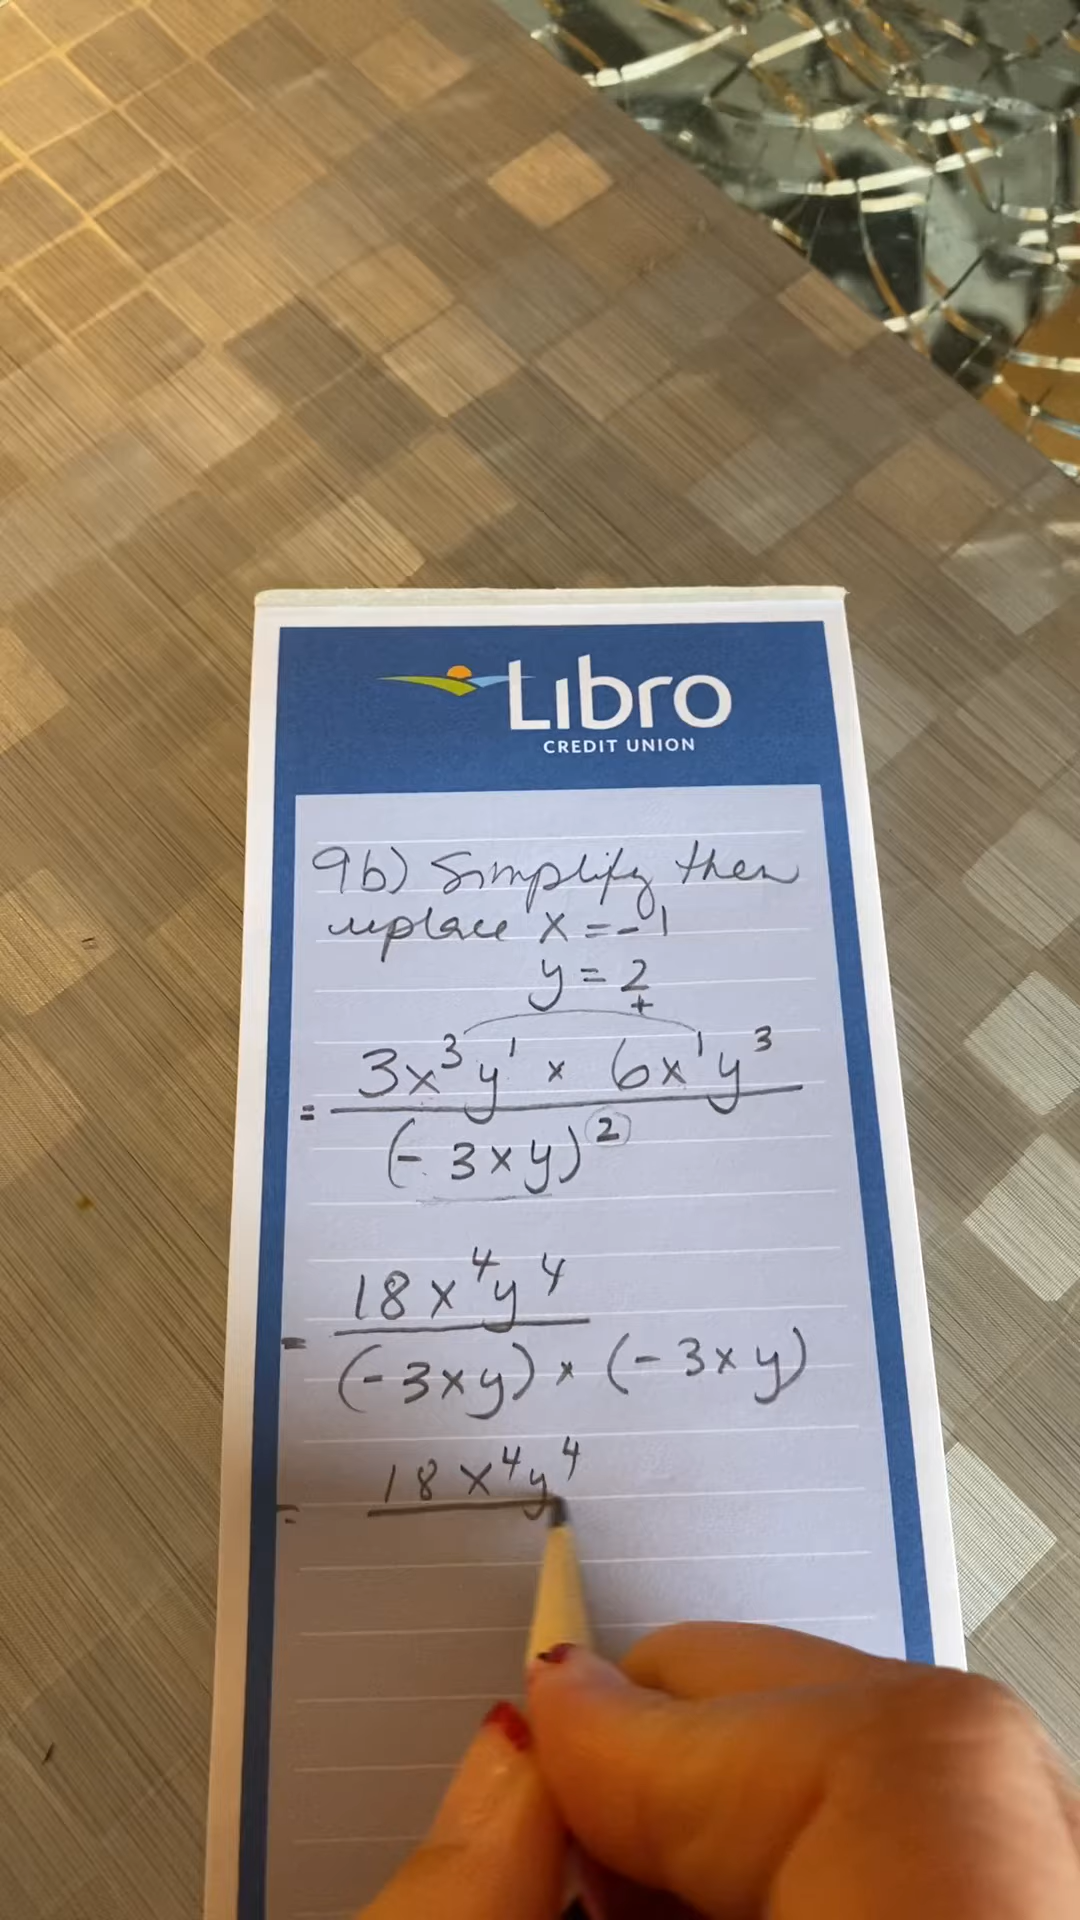 Libro
CREDIT UNION
9b) Simplify then
replace x = -1
y = 2
+
3x³y¹ × 6x¹y³
=
(- 3xy)²
18x⁴y⁴
=
(-3xy) × (-3xy)
18x⁴y⁴
=